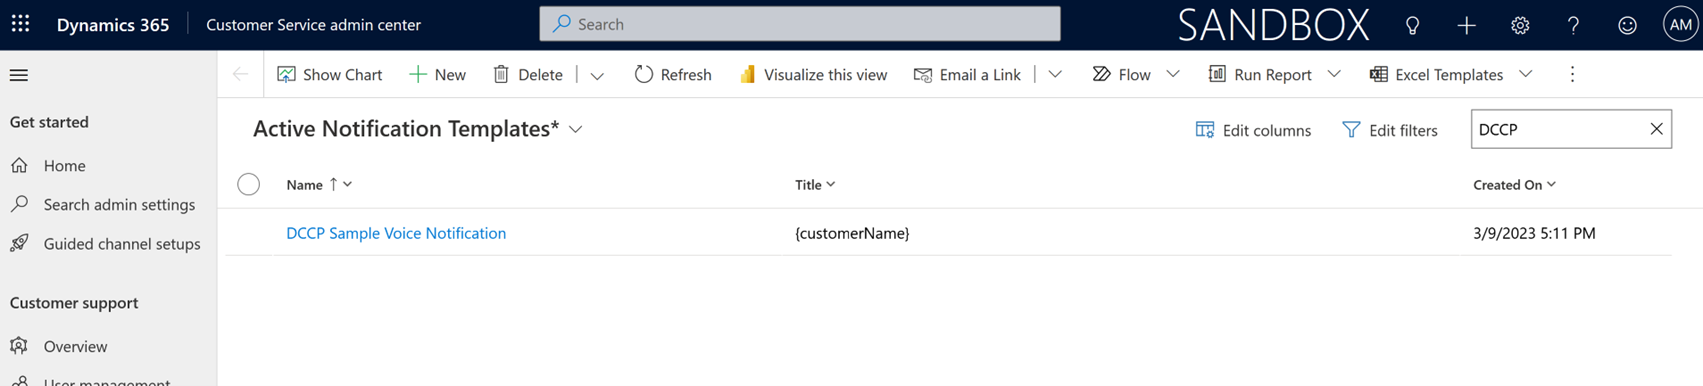 Dynamics 365 Customer Service admin center Search SANDBOX AM
Show Chart New Delete Refresh Visualize this view Email a Link Flow Run Report Excel Templates
Get started
Home
Search admin settings
Guided channel setups
Customer support
Overview
User management
Active Notification Templates* Edit columns Edit filters DCCP
Name Title Created On
DCCP Sample Voice Notification {customerName} 3/9/2023 5:11 PM